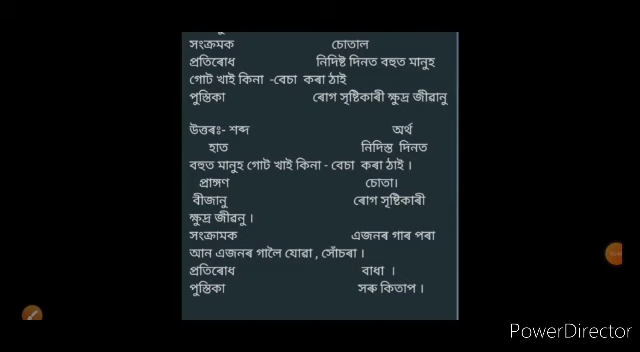 সংক্ৰমক চোতাল
প্ৰতিৰোধ নিদিষ্ট দিনত বহুত মানুহ
গোট খাই কিনা -বেচা কৰা ঠাই
পুস্তিকা ৰোগ সৃষ্টিকাৰী ক্ষুদ্ৰ জীৱানু
উত্তৰঃ- শব্দ অৰ্থ
হাত নিদিস্ত দিনত
বহুত মানুহ গোট খাই কিনা - বেচা কৰা ঠাই ।
প্ৰাঙ্গণ চোতা।
বীজানু ৰোগ সৃষ্টিকাৰী
ক্ষুদ্ৰ জীৱনু ।
সংক্ৰামক এজনৰ গাৰ পৰা
আন এজনৰ গালৈ যোৱা , সোঁচৰা ।
প্ৰতিৰোধ বাধা ।
পুস্তিকা সৰু কিতাপ ।
PowerDirector